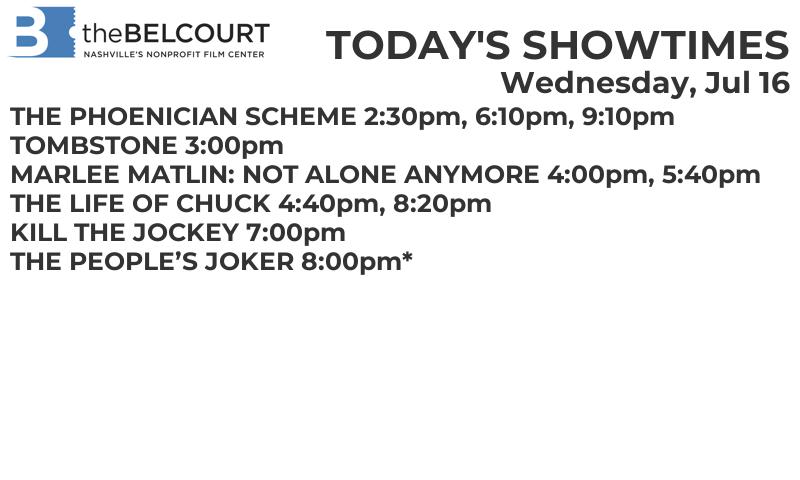 B theBELCOURT
NASHVILLE'S NONPROFIT FILM CENTER
TODAY'S SHOWTIMES
Wednesday, Jul 16
THE PHOENICIAN SCHEME 2:30pm, 6:10pm, 9:10pm
TOMBSTONE 3:00pm
MARLEE MATLIN: NOT ALONE ANYMORE 4:00pm, 5:40pm
THE LIFE OF CHUCK 4:40pm, 8:20pm
KILL THE JOCKEY 7:00pm
THE PEOPLE’S JOKER 8:00pm*